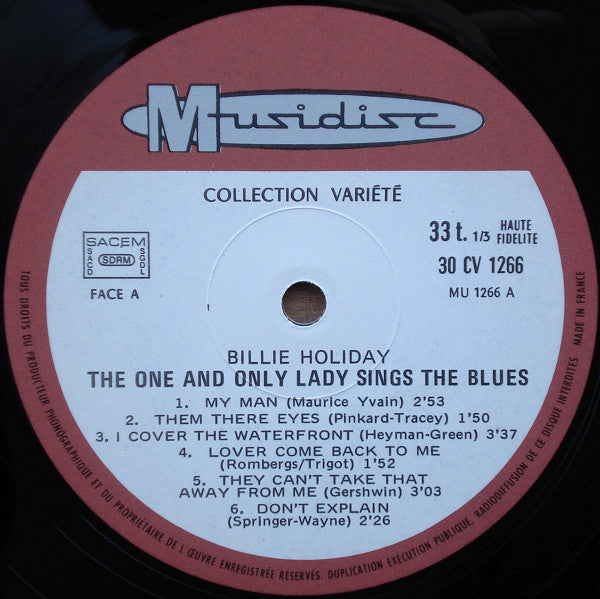 Musidisc
COLLECTION VARIÉTÉ
SACEM
SACD
SDRM
SGDL
FACE A
33 t. 1/3 HAUTE FIDELITE
30 CV 1266
MU 1266 A
BILLIE HOLIDAY
THE ONE AND ONLY LADY SINGS THE BLUES
1. MY MAN (Maurice Yvain) 2'53
2. THEM THERE EYES (Pinkard-Tracey) 1'50
3. I COVER THE WATERFRONT (Heyman-Green) 3'37
4. LOVER COME BACK TO ME
(Rombergs/Trigot) 1'52
5. THEY CAN'T TAKE THAT
AWAY FROM ME (Gershwin) 3'03
6. DON'T EXPLAIN
(Springer-Wayne) 2'26
TOUS DROITS DU PRODUCTEUR PHONOGRAPHIQUE ET DU PROPRIÉTAIRE DE L'ŒUVRE ENREGISTRÉE RÉSERVÉS. DUPLICATION EXÉCUTION PUBLIQUE, RADIODIFFUSION DE CE DISQUE INTERDITES MADE IN FRANCE